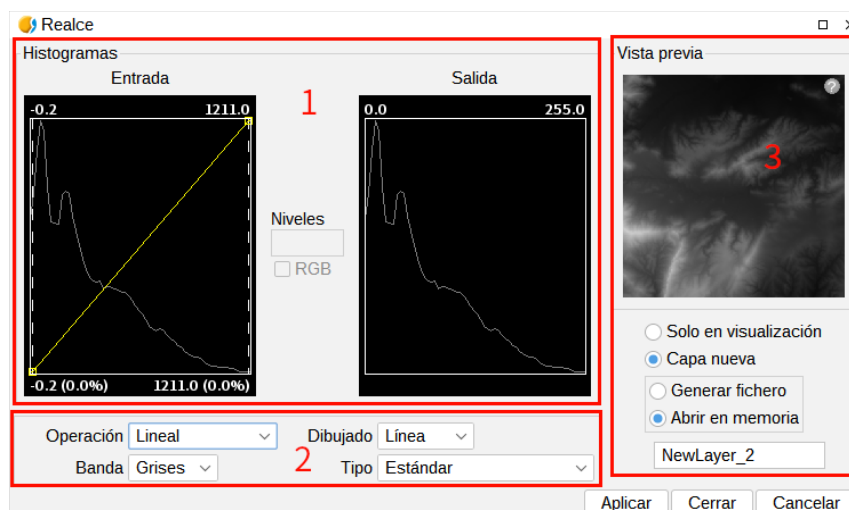 Realce
Histogramas
Entrada
Salida
1
-0.2 1211.0
0.0 255.0
Niveles
RGB
-0.2 (0.0%) 1211.0 (0.0%)
Operación Lineal
Dibujado Línea
Banda Grises
Tipo Estándar
2
Vista previa
?
3
Solo en visualización
Capa nueva
Generar fichero
Abrir en memoria
NewLayer_2
Aplicar Cerrar Cancelar